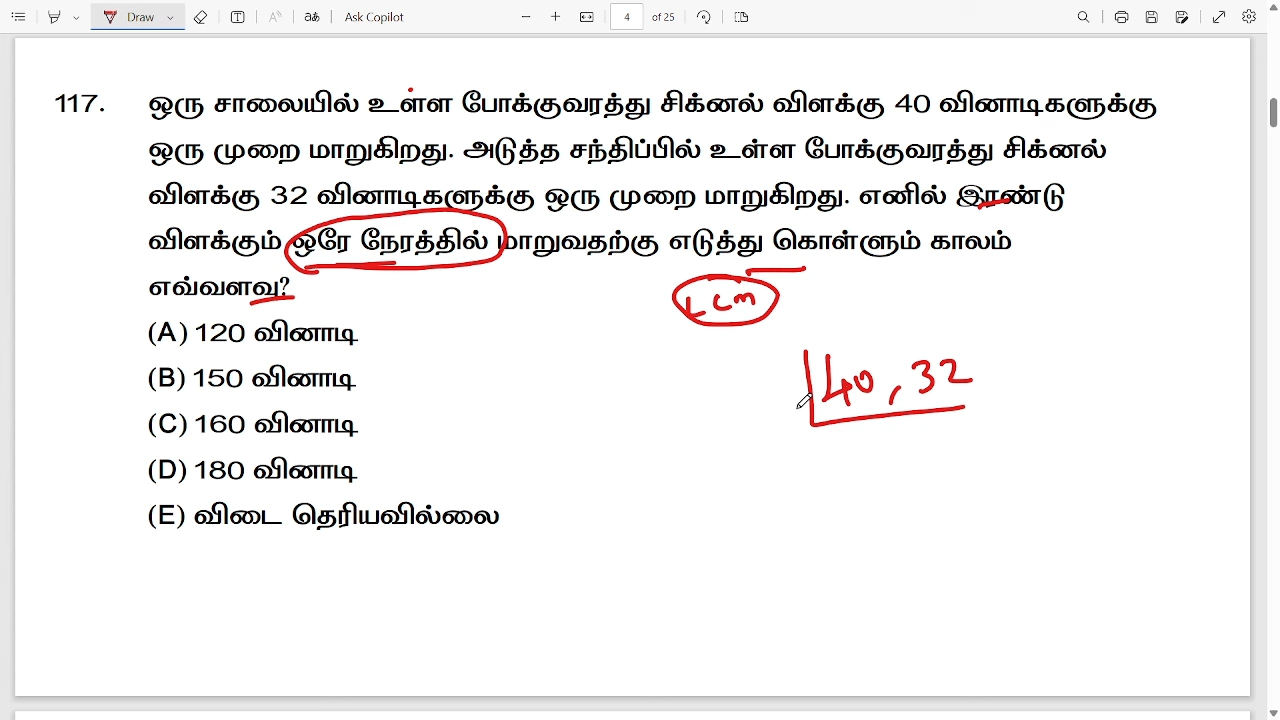 Draw
Ask Copilot
4
of 25
117. ஒரு சாலையில் உள்ள போக்குவரத்து சிக்னல் விளக்கு 40 வினாடிகளுக்கு
ஒரு முறை மாறுகிறது. அடுத்த சந்திப்பில் உள்ள போக்குவரத்து சிக்னல்
விளக்கு 32 வினாடிகளுக்கு ஒரு முறை மாறுகிறது. எனில் இரண்டு
விளக்கும் ஒரே நேரத்தில் மாறுவதற்கு எடுத்து கொள்ளும் காலம்
எவ்வளவு?
Lcm
(A) 120 வினாடி
(B) 150 வினாடி
40, 32
(C) 160 வினாடி
(D) 180 வினாடி
(E) விடை தெரியவில்லை